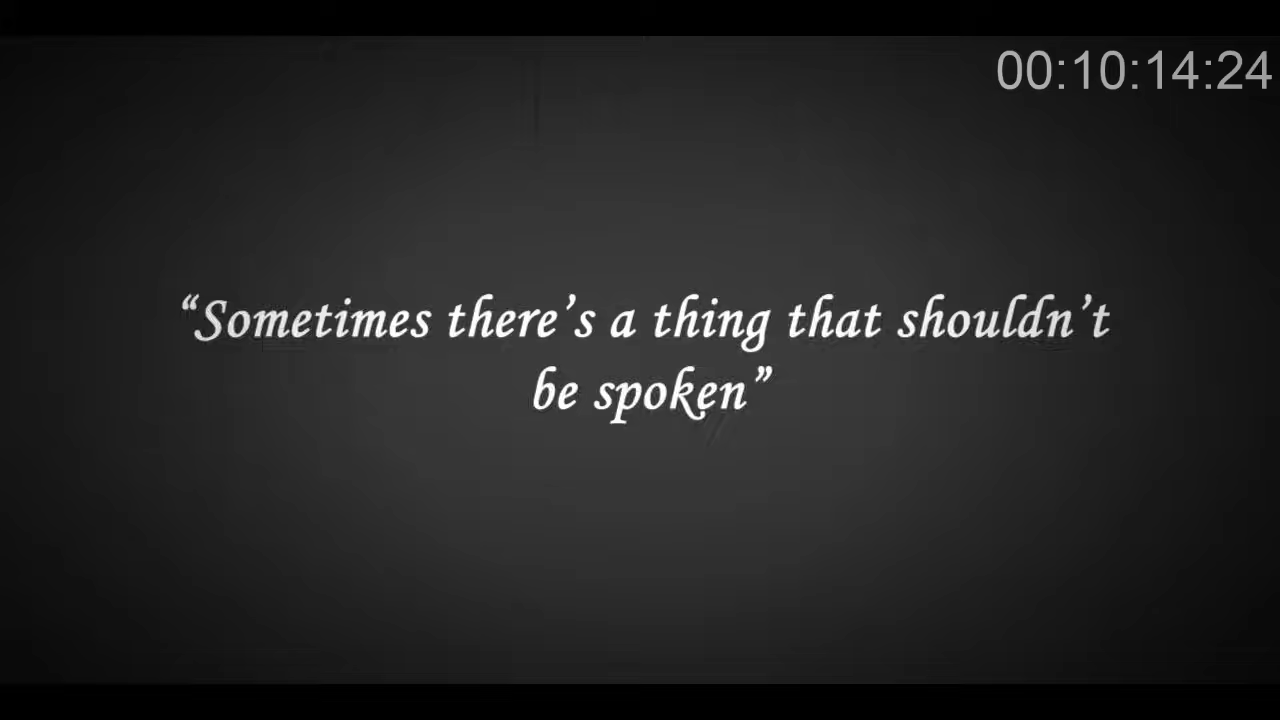 00:10:14:24
“Sometimes there’s a thing that shouldn’t
be spoken”